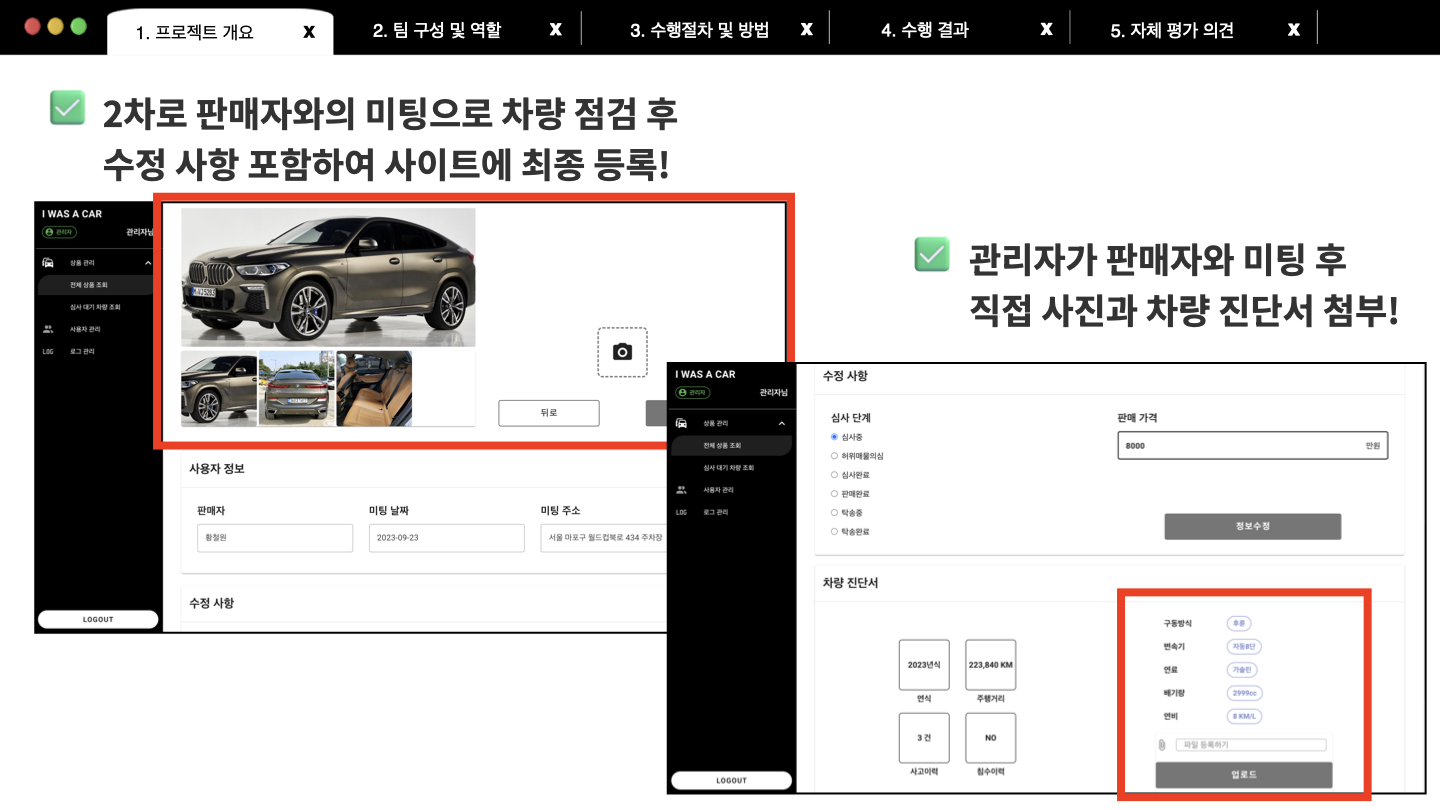 1. 프로젝트 개요 X
2. 팀 구성 및 역할 X
3. 수행절차 및 방법 X
4. 수행 결과 X
5. 자체 평가 의견 X
2차로 판매자와의 미팅으로 차량 점검 후
수정 사항 포함하여 사이트에 최종 등록!
I WAS A CAR
관리자 관리자님
상품 관리
전체 상품 조회
심사 대기 차량 조회
사용자 관리
LOG 로그 관리
LOGOUT
뒤로
사용자 정보
판매자
황철원
미팅 날짜
2023-09-23
미팅 주소
서울 마포구 월드컵북로 434 주차장
수정 사항
관리자가 판매자와 미팅 후
직접 사진과 차량 진단서 첨부!
I WAS A CAR
관리자 관리자님
상품 관리
전체 상품 조회
심사 대기 차량 조회
사용자 관리
LOG 로그 관리
LOGOUT
수정 사항
심사 단계
심사중
허위매물의심
심사완료
판매완료
탁송중
탁송완료
판매 가격
8000 만원
정보수정
차량 진단서
2023년식
연식
223,840 KM
주행거리
3 건
사고이력
NO
침수이력
구동방식 후륜
변속기 자동8단
연료 가솔린
배기량 2999cc
연비 8 KM/L
파일 등록하기
업로드